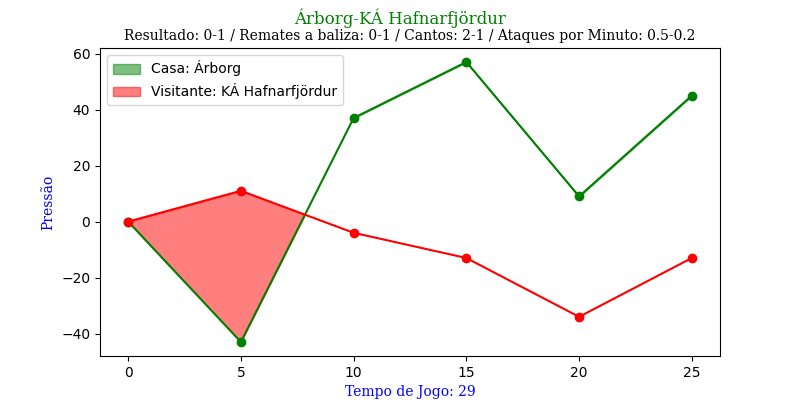 Árborg-KÁ Hafnarfjördur
Resultado: 0-1 / Remates a baliza: 0-1 / Cantos: 2-1 / Ataques por Minuto: 0.5-0.2
Casa: Árborg
Visitante: KÁ Hafnarfjördur
Pressão
60
40
20
0
−20
−40
0 5 10 15 20 25
Tempo de Jogo: 29